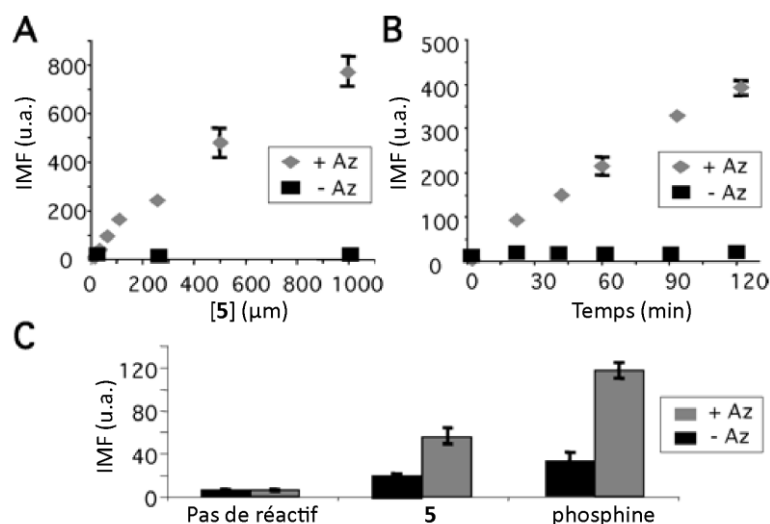 A
IMF (u.a.)
800
600
400
200
0
0 200 400 600 800 1000
[5] (µm)
+ Az
- Az
B
IMF (u.a.)
500
400
300
200
100
0
0 30 60 90 120
Temps (min)
+ Az
- Az
C
IMF (u.a.)
120
80
40
0
Pas de réactif 5 phosphine
+ Az
- Az